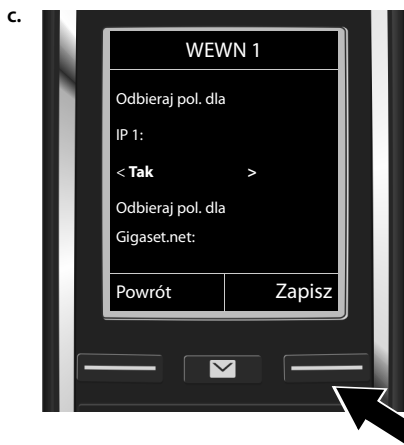 c.
WEWN 1
Odbieraj pol. dla
IP 1:
< Tak >
Odbieraj pol. dla
Gigaset.net:
Powrót Zapisz